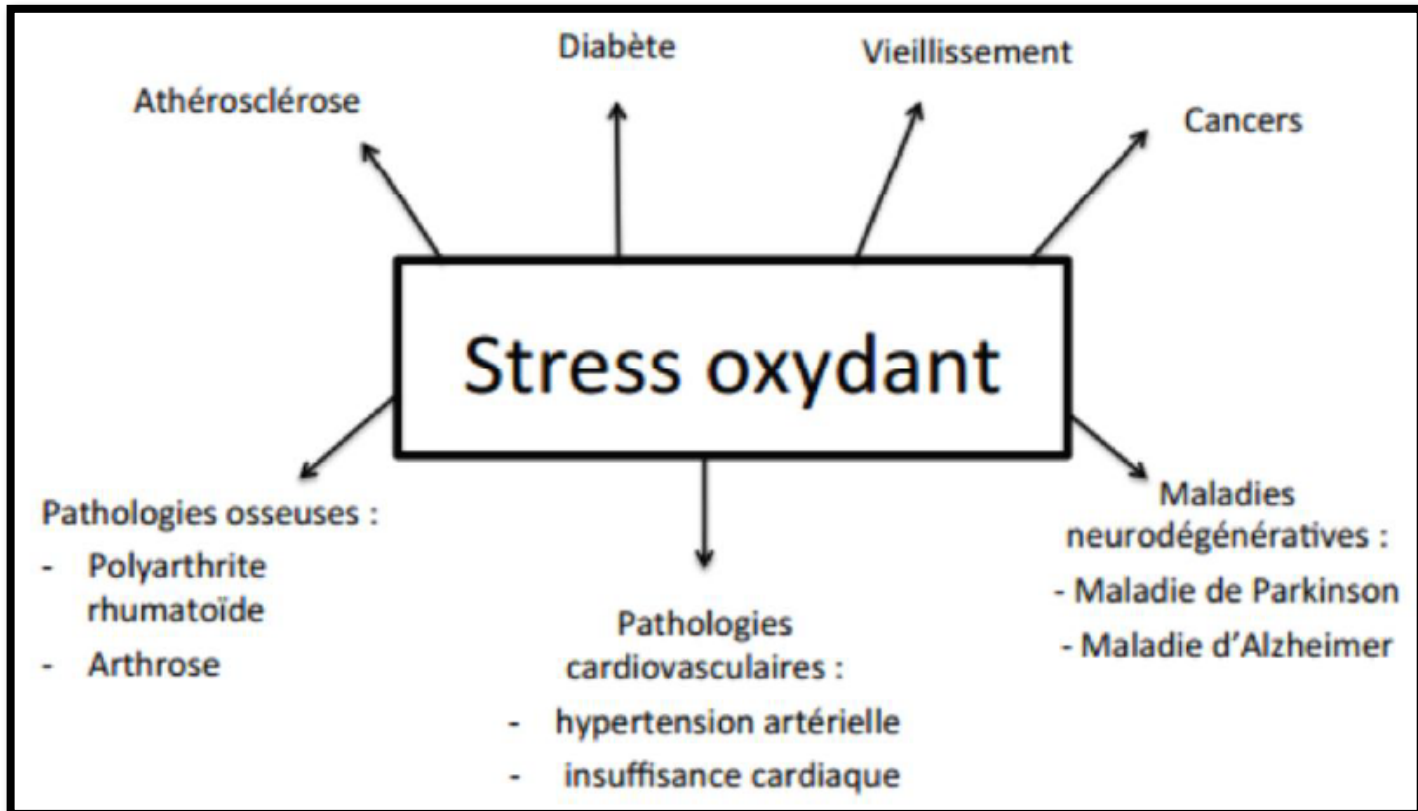 Diabète
Vieillissement
Athérosclérose
Cancers
Stress oxydant
Pathologies osseuses :
- Polyarthrite
rhumatoïde
- Arthrose
Pathologies
cardiovasculaires :
- hypertension artérielle
- insuffisance cardiaque
Maladies
neurodégénératives :
- Maladie de Parkinson
- Maladie d’Alzheimer